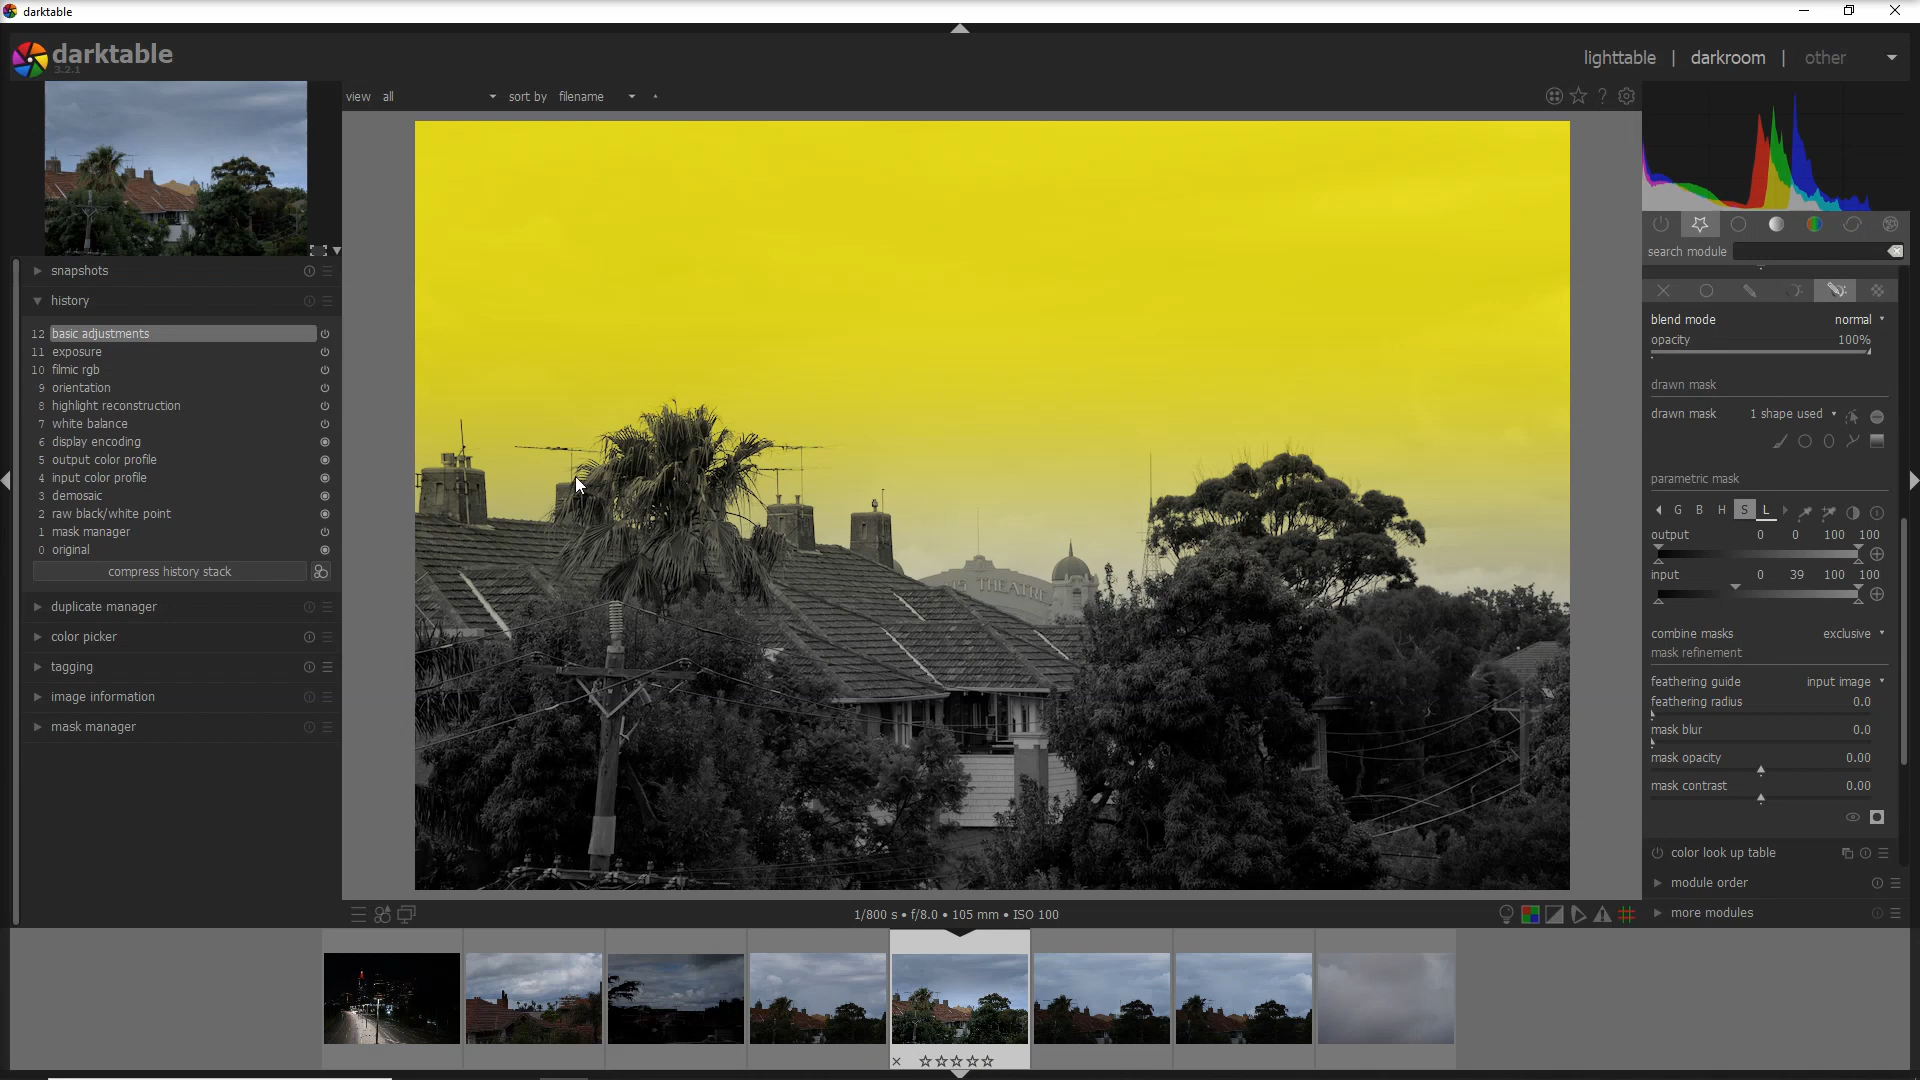 darktable
darktable
3.2.1
lighttable | darkroom | other
view all sort by filename
?
search module
snapshots
history
12 basic adjustments
11 exposure
10 filmic rgb
9 orientation
8 highlight reconstruction
7 white balance
6 display encoding
5 output color profile
4 input color profile
3 demosaic
2 raw black/white point
1 mask manager
0 original
compress history stack
duplicate manager
color picker
tagging
image information
mask manager
THEATRE
blend mode normal
opacity 100%
drawn mask
drawn mask 1 shape used
parametric mask
G B H S L
output 0 0 100 100
input 0 39 100 100
combine masks exclusive
mask refinement
feathering guide input image
feathering radius 0.0
mask blur 0.0
mask opacity 0.00
mask contrast 0.00
color look up table
module order
more modules
1/800 s • f/8.0 • 105 mm • ISO 100